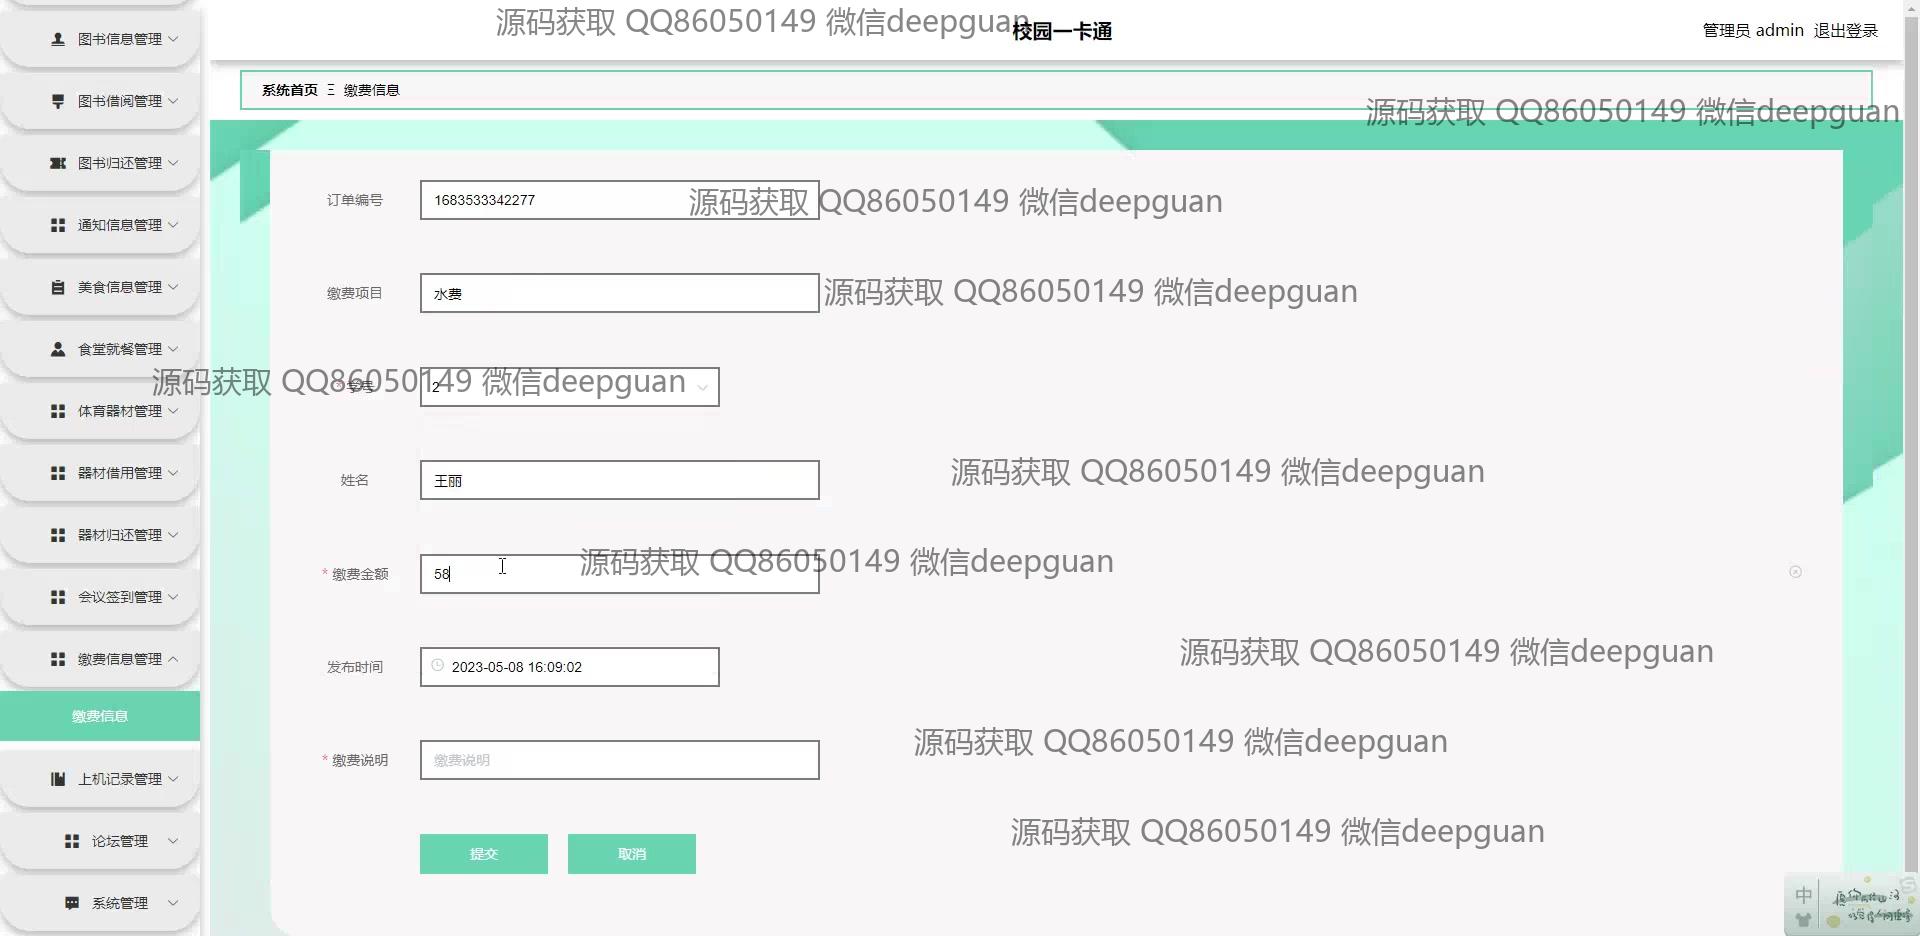 校园一卡通
管理员 admin 退出登录
系统首页 Ξ 缴费信息
图书信息管理
图书借阅管理
图书归还管理
通知信息管理
美食信息管理
食堂就餐管理
体育器材管理
器材借用管理
器材归还管理
会议签到管理
缴费信息管理
缴费信息
上机记录管理
论坛管理
系统管理
订单编号 1683533342277
缴费项目 水费
* 学号 2
姓名 王丽
* 缴费金额 58
发布时间 2023-05-08 16:09:02
* 缴费说明 缴费说明
提交 取消
源码获取 QQ86050149 微信deepgua
源码获取 QQ86050149 微信deepguan
源码获取 QQ86050149 微信deepguan
源码获取 QQ86050149 微信deepguan
源码获取 QQ86050149 微信deepguan
源码获取 QQ86050149 微信deepguan
源码获取 QQ86050149 微信deepguan
源码获取 QQ86050149 微信deepguan
源码获取 QQ86050149 微信deepguan
源码获取 QQ86050149 微信deepguan
中